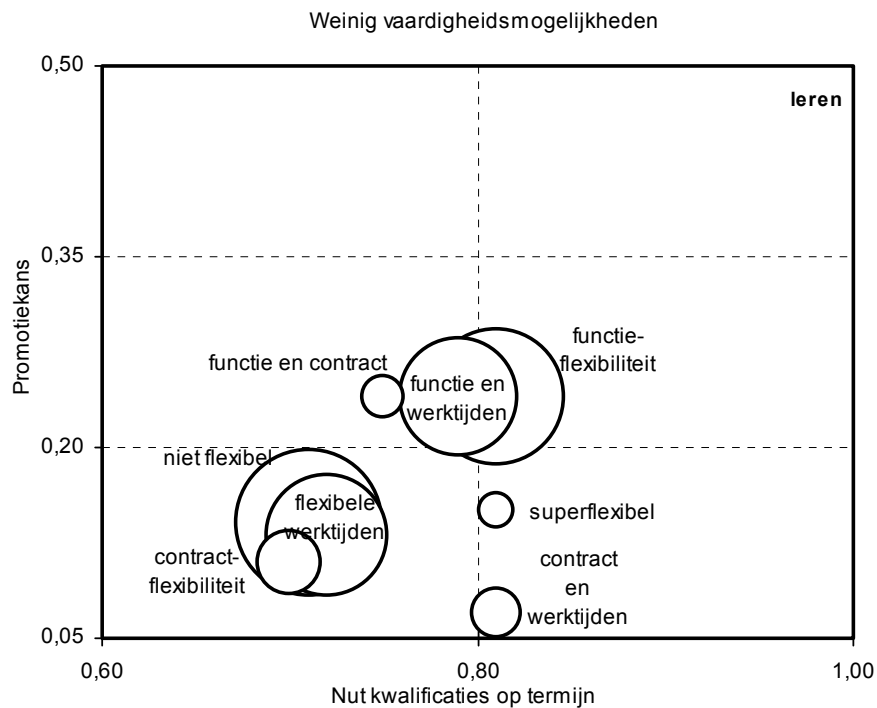 Weinig vaardigheidsmogelijkheden
0,50
leren
0,35
Promotiekans
functie-
flexibiliteit
functie en contract
functie en
werktijden
0,20
niet flexibel
flexibele
werktijden
superflexibel
contract-
flexibiliteit
contract
en
werktijden
0,05
0,60
0,80
1,00
Nut kwalificaties op termijn